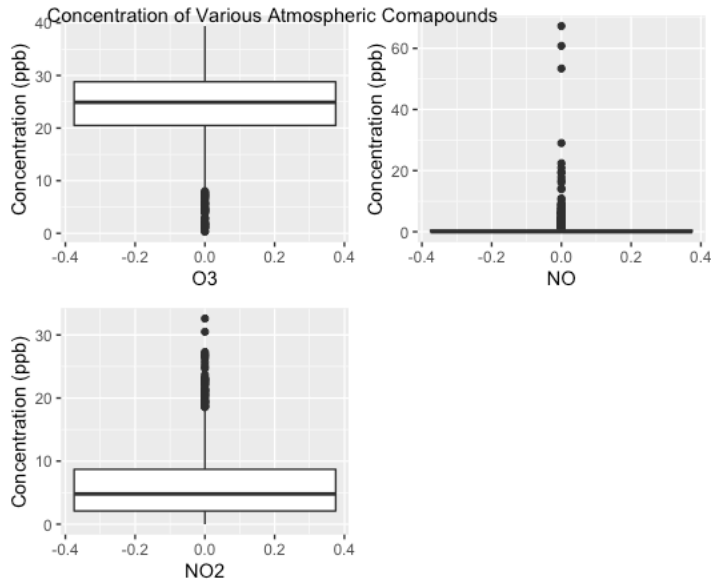 Concentration of Various Atmospheric Comapounds
Concentration (ppb)
40
30
20
10
0
-0.4 -0.2 0.0 0.2 0.4
O3
Concentration (ppb)
60
40
20
0
-0.4 -0.2 0.0 0.2 0.4
NO
Concentration (ppb)
30
20
10
0
-0.4 -0.2 0.0 0.2 0.4
NO2